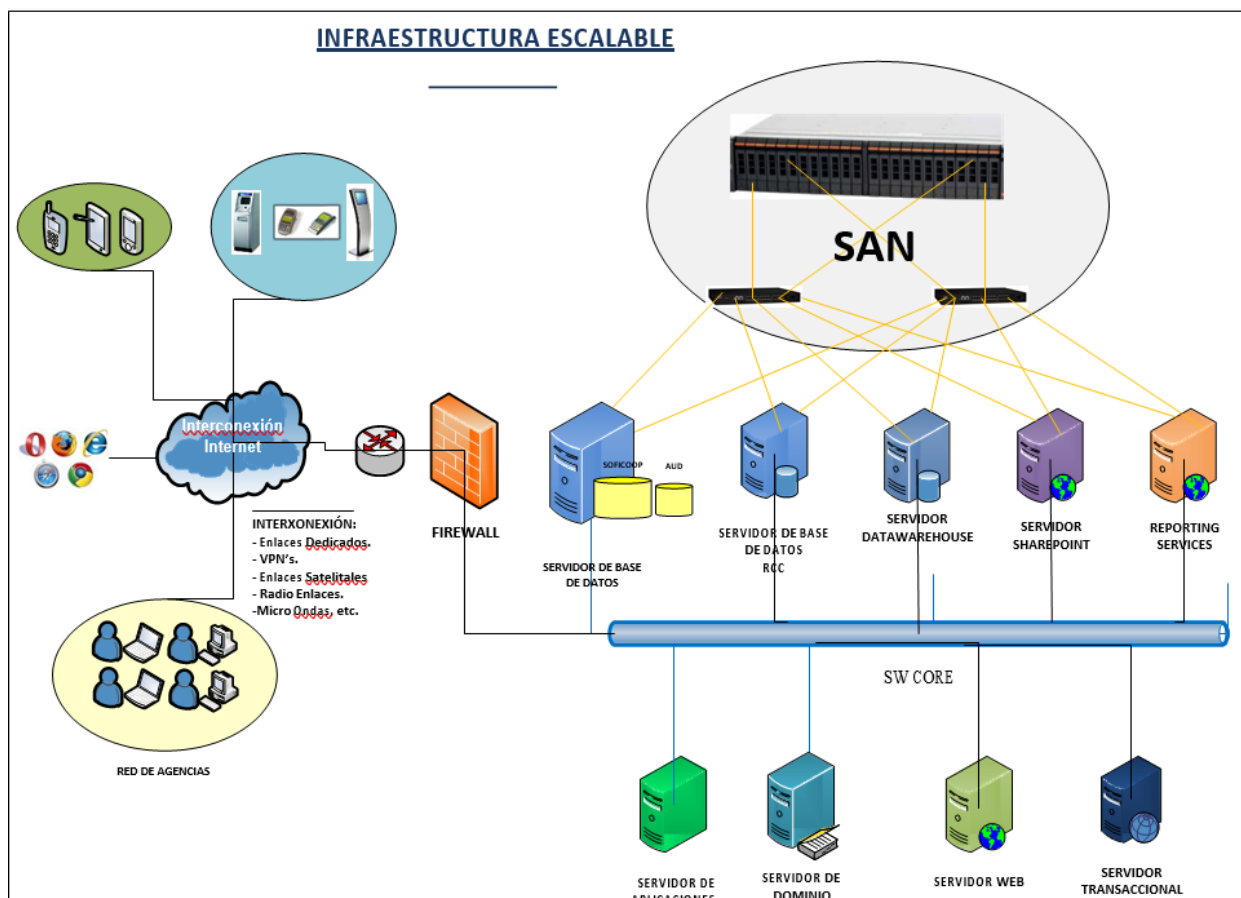 INFRAESTRUCTURA ESCALABLE
SAN
Interconexión
Internet
INTERXONEXIÓN:
- Enlaces Dedicados.
- VPN's.
- Enlaces Satelitales
- Radio Enlaces.
-Micro Ondas, etc.
FIREWALL
SOFICOOP
AUD
SERVIDOR DE BASE
DE DATOS
SERVIDOR DE BASE
DE DATOS
RCC
SERVIDOR
DATAWAREHOUSE
SERVIDOR
SHAREPOINT
REPORTING
SERVICES
SW CORE
RED DE AGENCIAS
SERVIDOR DE
APLICACIONES
SERVIDOR DE
DOMINIO
SERVIDOR WEB
SERVIDOR
TRANSACCIONAL